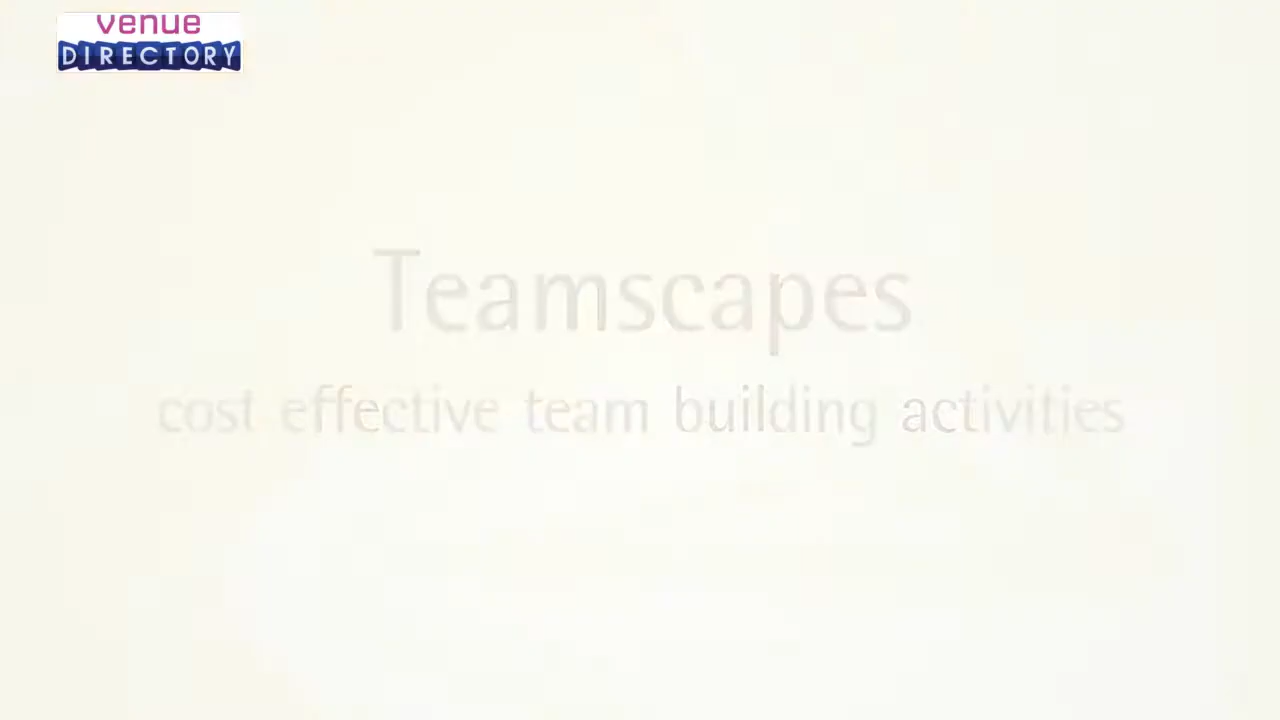 venue
DIRECTORY
Teamscapes
cost effective team building activities